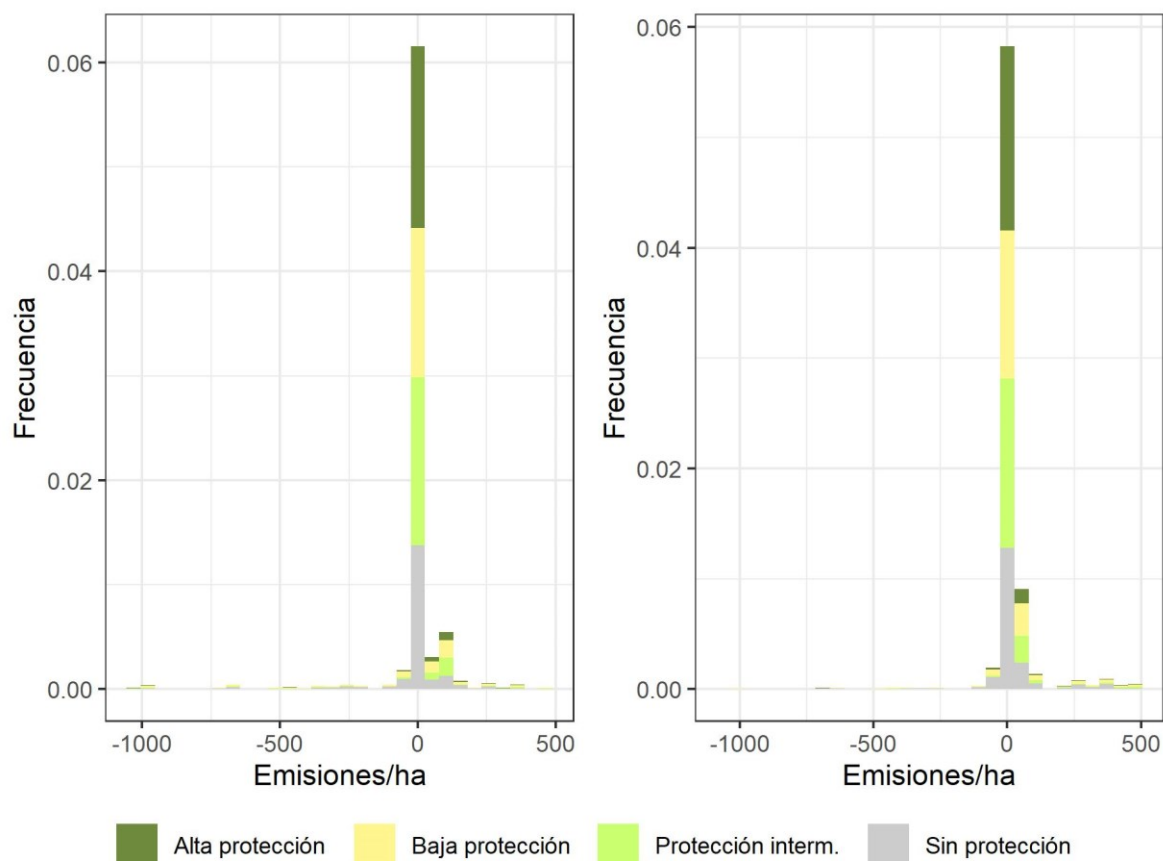 0.06
0.04
0.02
0.00
Frecuencia
-1000
-500
0
500
Emisiones/ha
0.06
0.04
0.02
0.00
Frecuencia
-1000
-500
0
500
Emisiones/ha
Alta protección
Baja protección
Protección interm.
Sin protección